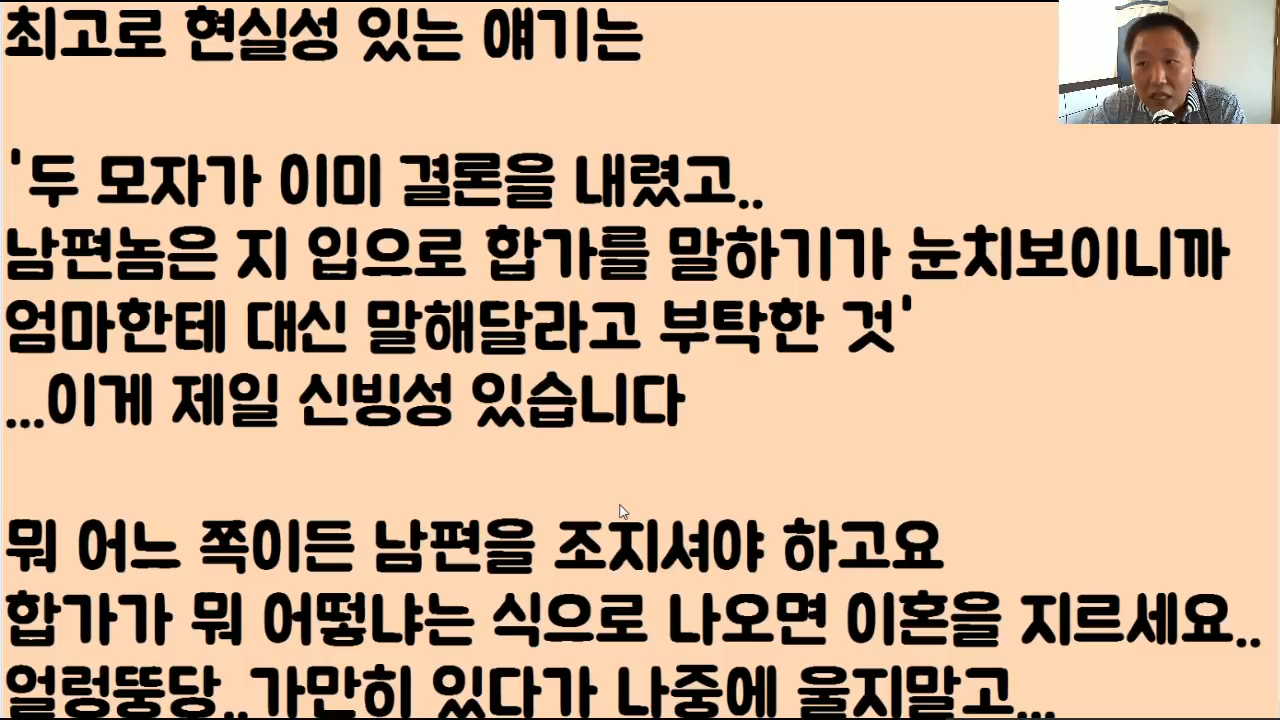 최고로 현실성 있는 얘기는
'두 모자가 이미 결론을 내렸고..
남편놈은 지 입으로 합가를 말하기가 눈치보이니까
엄마한테 대신 말해달라고 부탁한 것'
...이게 제일 신빙성 있습니다
뭐 어느 쪽이든 남편을 조지셔야 하고요
합가가 뭐 어떻냐는 식으로 나오면 이혼을 지르세요..
얼렁뚱당..가만히 있다가 나중에 울지말고...